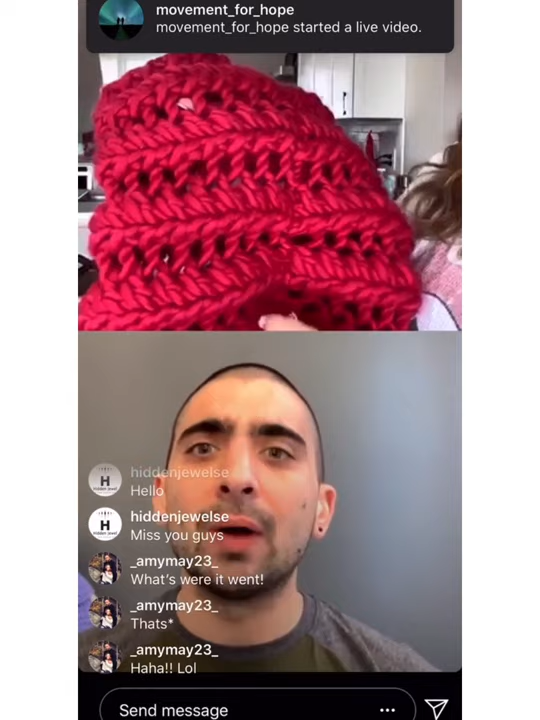 movement_for_hope
movement_for_hope started a live video.
H
hiddenjewelse
Hello
H
hiddenjewelse
Miss you guys
_amymay23_
What's were it went!
_amymay23_
Thats*
_amymay23_
Haha!! Lol
Send message